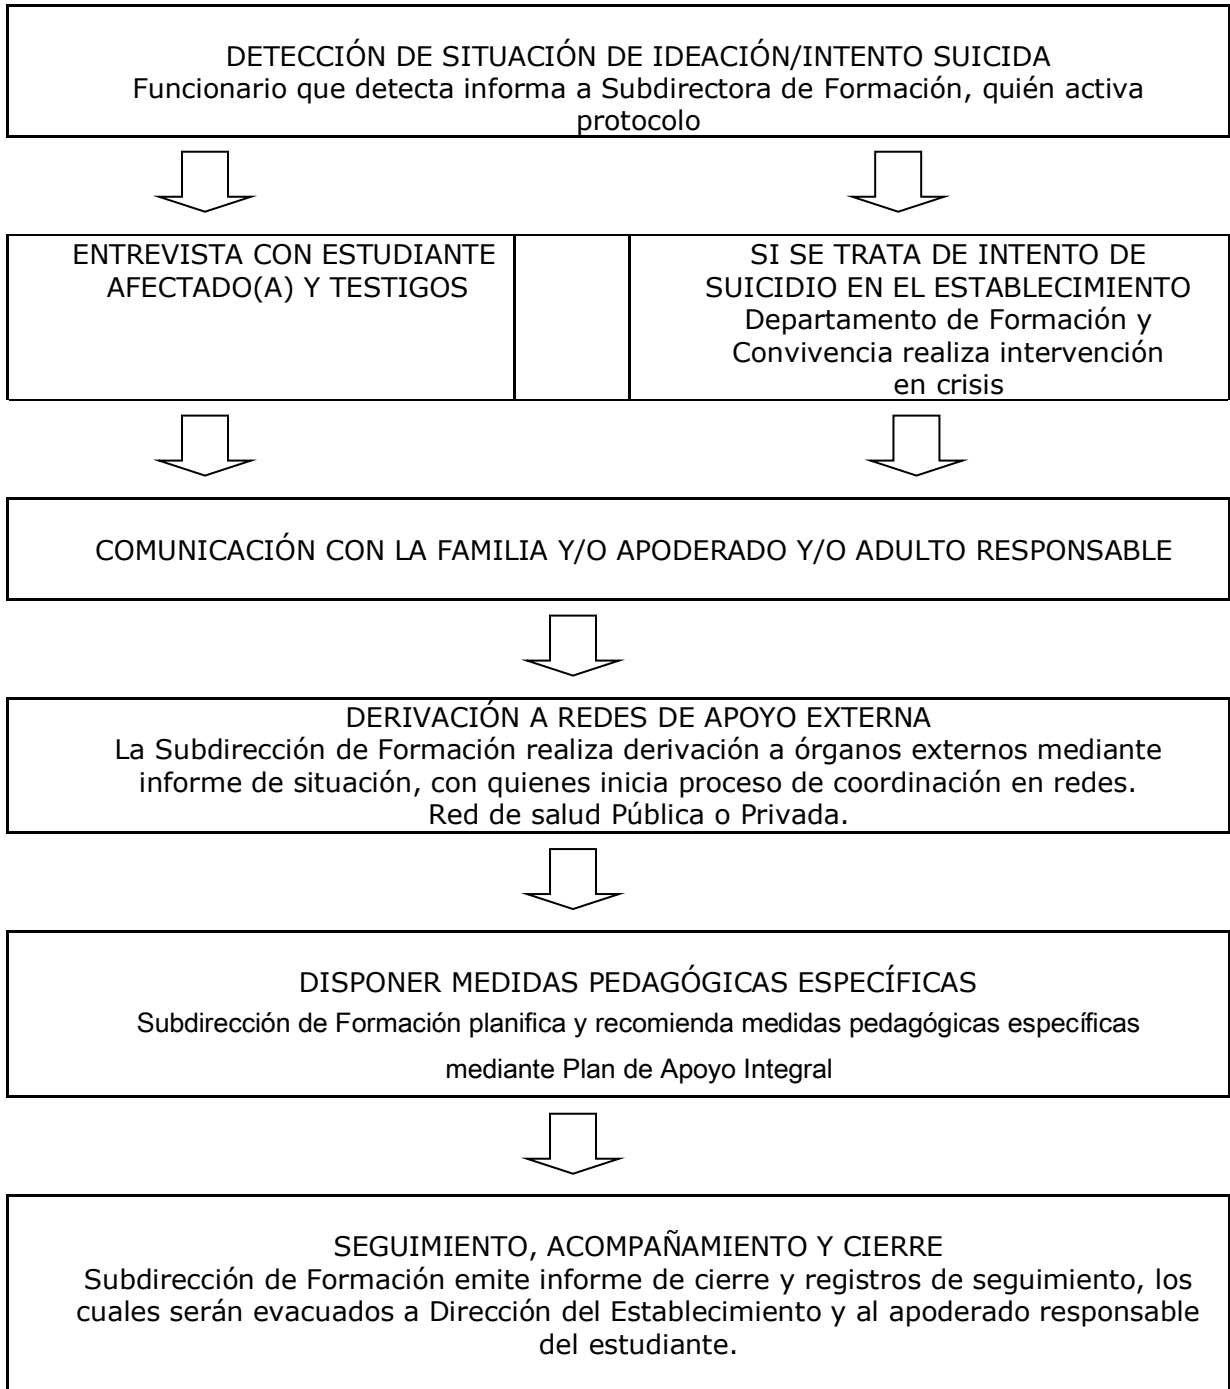 DETECCIÓN DE SITUACIÓN DE IDEACIÓN/INTENTO SUICIDA
Funcionario que detecta informa a Subdirectora de Formación, quién activa
protocolo
ENTREVISTA CON ESTUDIANTE
AFECTADO(A) Y TESTIGOS
SI SE TRATA DE INTENTO DE
SUICIDIO EN EL ESTABLECIMIENTO
Departamento de Formación y
Convivencia realiza intervención
en crisis
COMUNICACIÓN CON LA FAMILIA Y/O APODERADO Y/O ADULTO RESPONSABLE
DERIVACIÓN A REDES DE APOYO EXTERNA
La Subdirección de Formación realiza derivación a órganos externos mediante
informe de situación, con quienes inicia proceso de coordinación en redes.
Red de salud Pública o Privada.
DISPONER MEDIDAS PEDAGÓGICAS ESPECÍFICAS
Subdirección de Formación planifica y recomienda medidas pedagógicas específicas
mediante Plan de Apoyo Integral
SEGUIMIENTO, ACOMPAÑAMIENTO Y CIERRE
Subdirección de Formación emite informe de cierre y registros de seguimiento, los
cuales serán evacuados a Dirección del Establecimiento y al apoderado responsable
del estudiante.